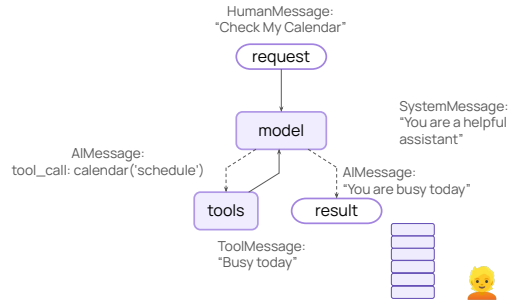 HumanMessage:
“Check My Calendar”
request
SystemMessage:
“You are a helpful
assistant”
model
AIMessage:
tool_call: calendar('schedule')
AIMessage:
“You are busy today”
tools
result
ToolMessage:
“Busy today”